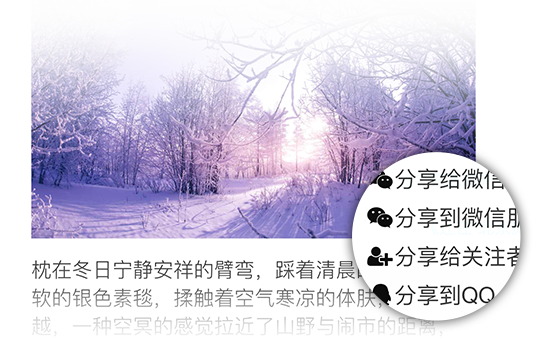 枕在冬日宁静安祥的臂弯，踩着清晨
软的银色素毯，揉触着空气寒凉的体肤，
越，一种空冥的感觉拉近了山野与闹市的距离，
分享给微信
分享到微信朋
分享给关注者
分享到QQ